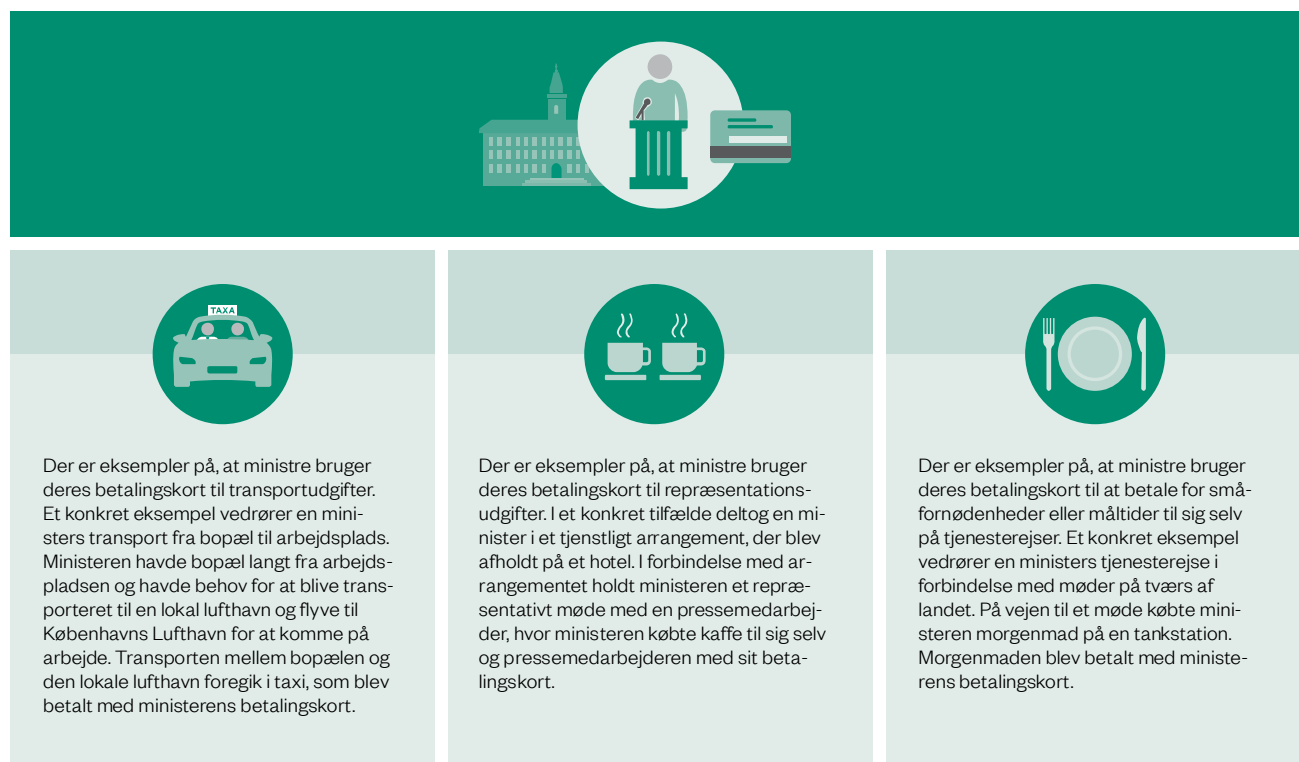 TAXA
Der er eksempler på, at ministre bruger
deres betalingskort til transportudgifter.
Et konkret eksempel vedrører en mini-
sters transport fra bopæl til arbejdsplads.
Ministeren havde bopæl langt fra arbejds-
pladsen og havde behov for at blive trans-
porteret til en lokal lufthavn og flyve til
Københavns Lufthavn for at komme på
arbejde. Transporten mellem bopælen og
den lokale lufthavn foregik i taxi, som blev
betalt med ministerens betalingskort.
Der er eksempler på, at ministre bruger
deres betalingskort til repræsentations-
udgifter. I et konkret tilfælde deltog en mi-
nister i et tjenstligt arrangement, der blev
afholdt på et hotel. I forbindelse med ar-
rangementet holdt ministeren et repræ-
sentativt møde med en pressemedarbej-
der, hvor ministeren købte kaffe til sig selv
og pressemedarbejderen med sit beta-
lingskort.
Der er eksempler på, at ministre bruger
deres betalingskort til at betale for små-
fornødenheder eller måltider til sig selv
på tjenesterejser. Et konkret eksempel
vedrører en ministers tjenesterejse i
forbindelse med møder på tværs af
landet. På vejen til et møde købte mini-
steren morgenmad på en tankstation.
Morgenmaden blev betalt med ministe-
rens betalingskort.